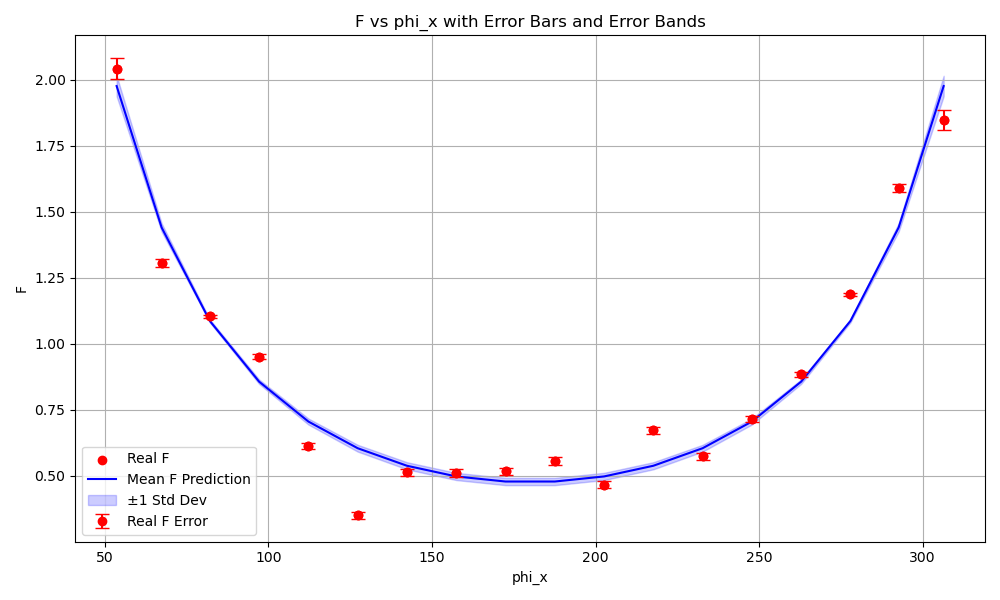 F vs phi_x with Error Bars and Error Bands
F
2.00
1.75
1.50
1.25
1.00
0.75
0.50
Real F
Mean F Prediction
±1 Std Dev
Real F Error
50 100 150 200 250 300
phi_x